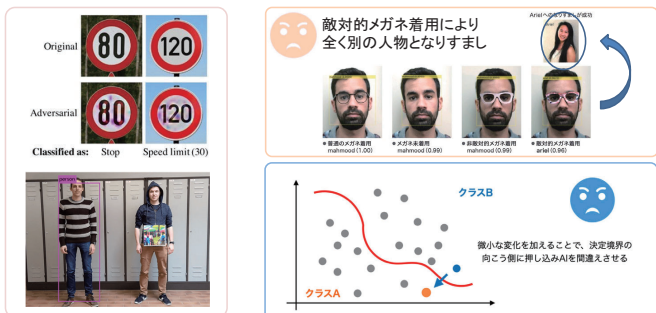 Original
80
120
Adversarial
80
120
Classified as:
Stop
Speed limit (30)
person
敵対的メガネ着用により
全く別の人物となりすまし
Arielへのなりすましが成功
● 普通のメガネ着用
mahmood (1.00)
● メガネ未着用
mahmood (0.99)
● 非敵対的メガネ着用
mahmood (0.99)
● 敵対的メガネ着用
ariel (0.96)
クラスB
微小な変化を加えることで、決定境界の
向こう側に押し込みAIを間違えさせる
クラスA